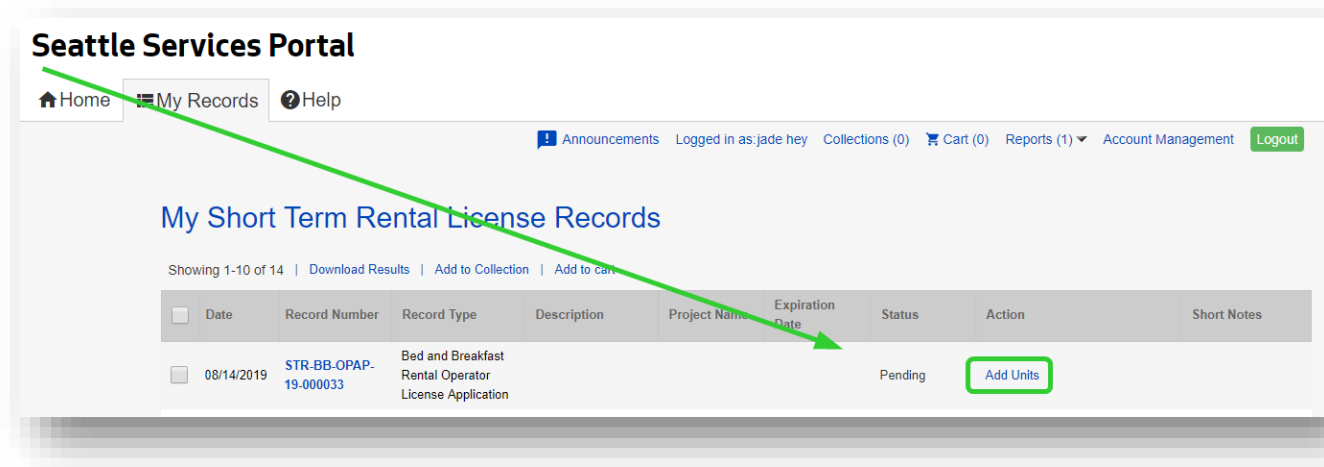 Seattle Services Portal
Home My Records Help
Announcements Logged in as:jade hey Collections (0) Cart (0) Reports (1) Account Management Logout
My Short Term Rental License Records
Showing 1-10 of 14 | Download Results | Add to Collection | Add to cart
Date Record Number Record Type Description Project Name Expiration Date Status Action Short Notes
08/14/2019 STR-BB-OPAP-19-000033 Bed and Breakfast Rental Operator License Application Pending Add Units